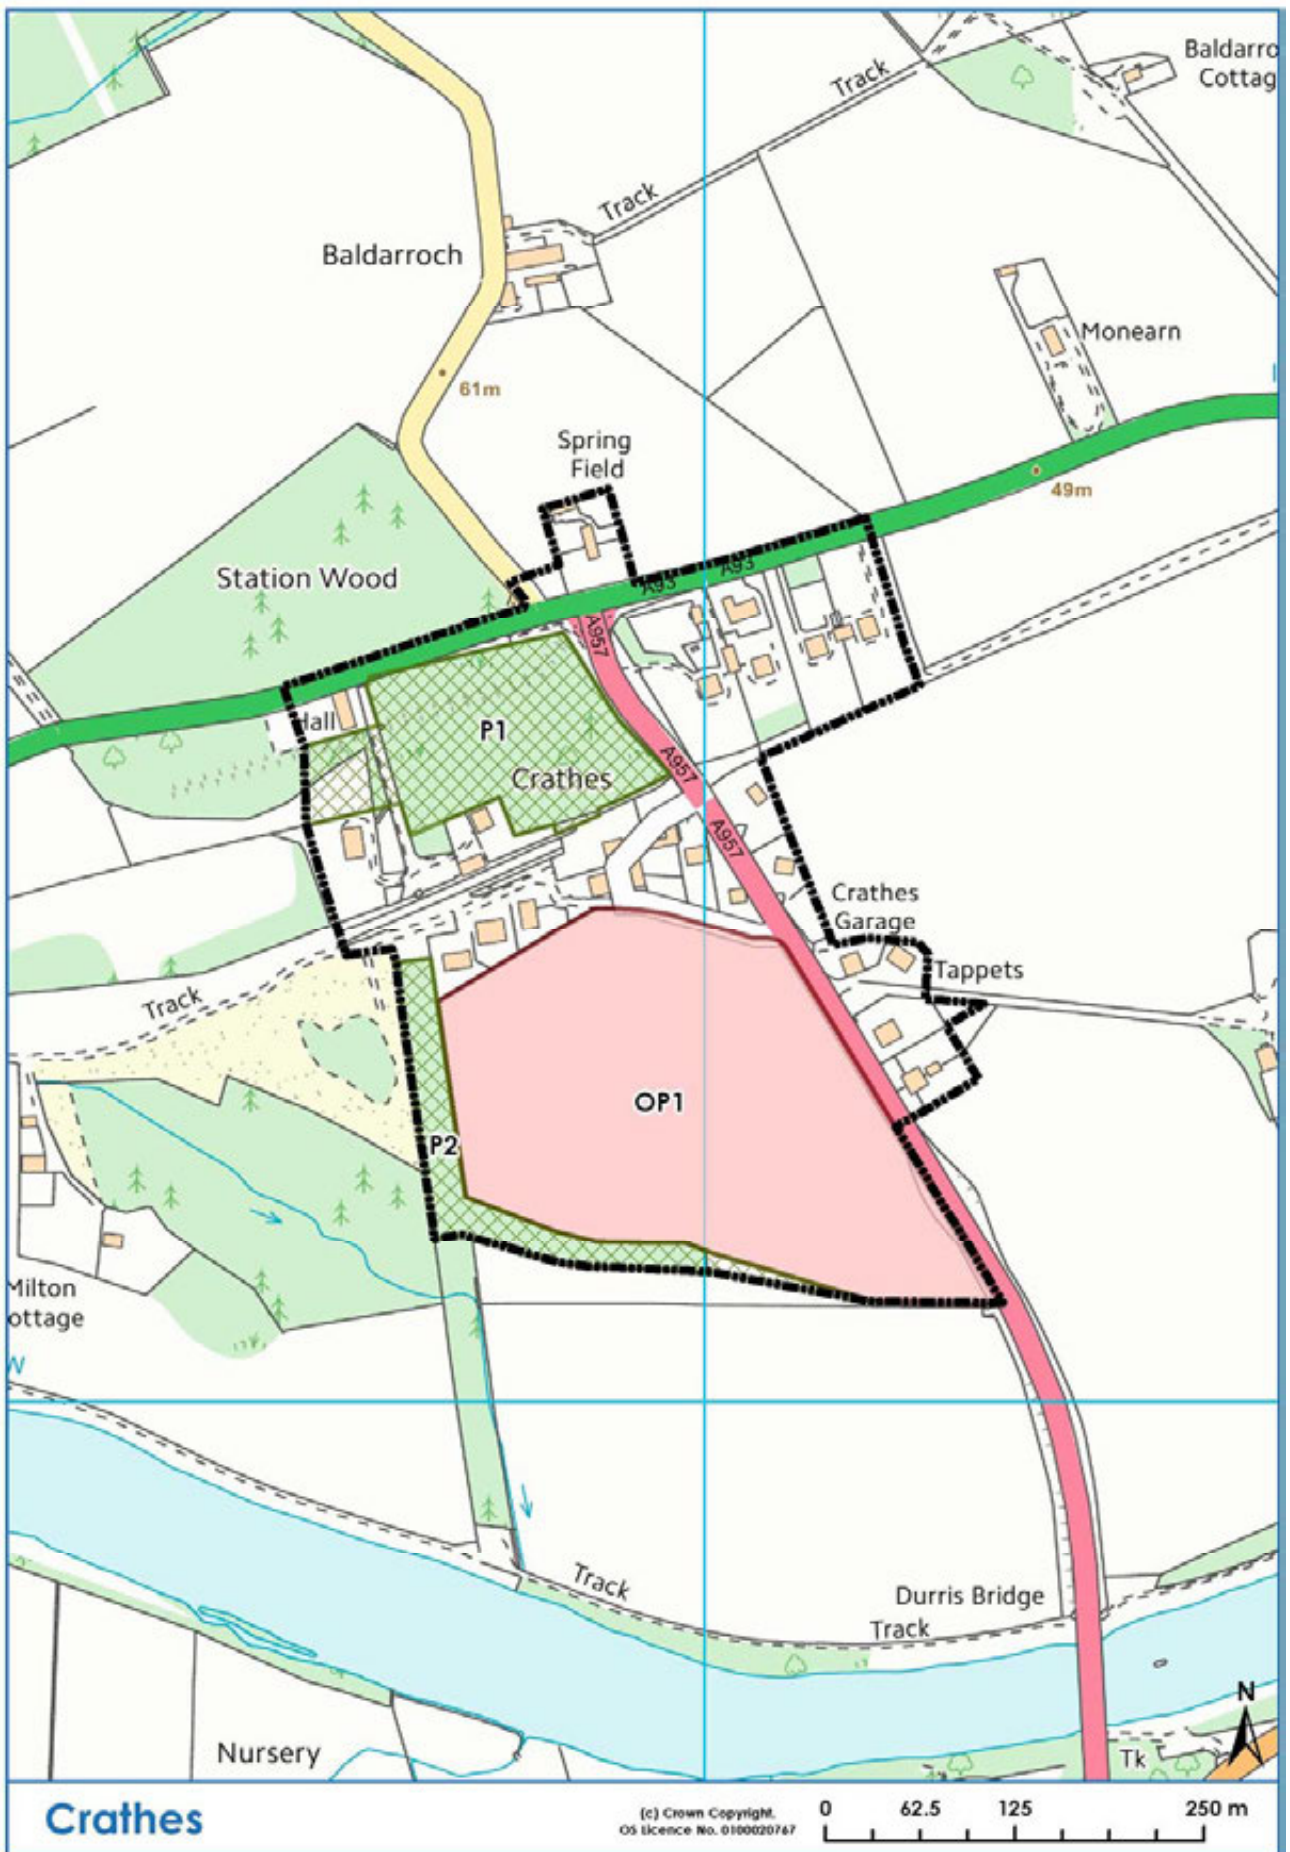 Baldarro
Cottag
Track
Track
Baldarroch
Monearn
61m
Spring
Field
49m
Station Wood
A93
A93
A957
Hall
P1
Crathes
A957
A957
Crathes
Garage
Tappets
Track
OP1
P2
Milton
ottage
W
Track
Durris Bridge
Track
N
Nursery
Tk
Crathes
(c) Crown Copyright.
OS Licence No. 0100020767
0 62.5 125 250 m